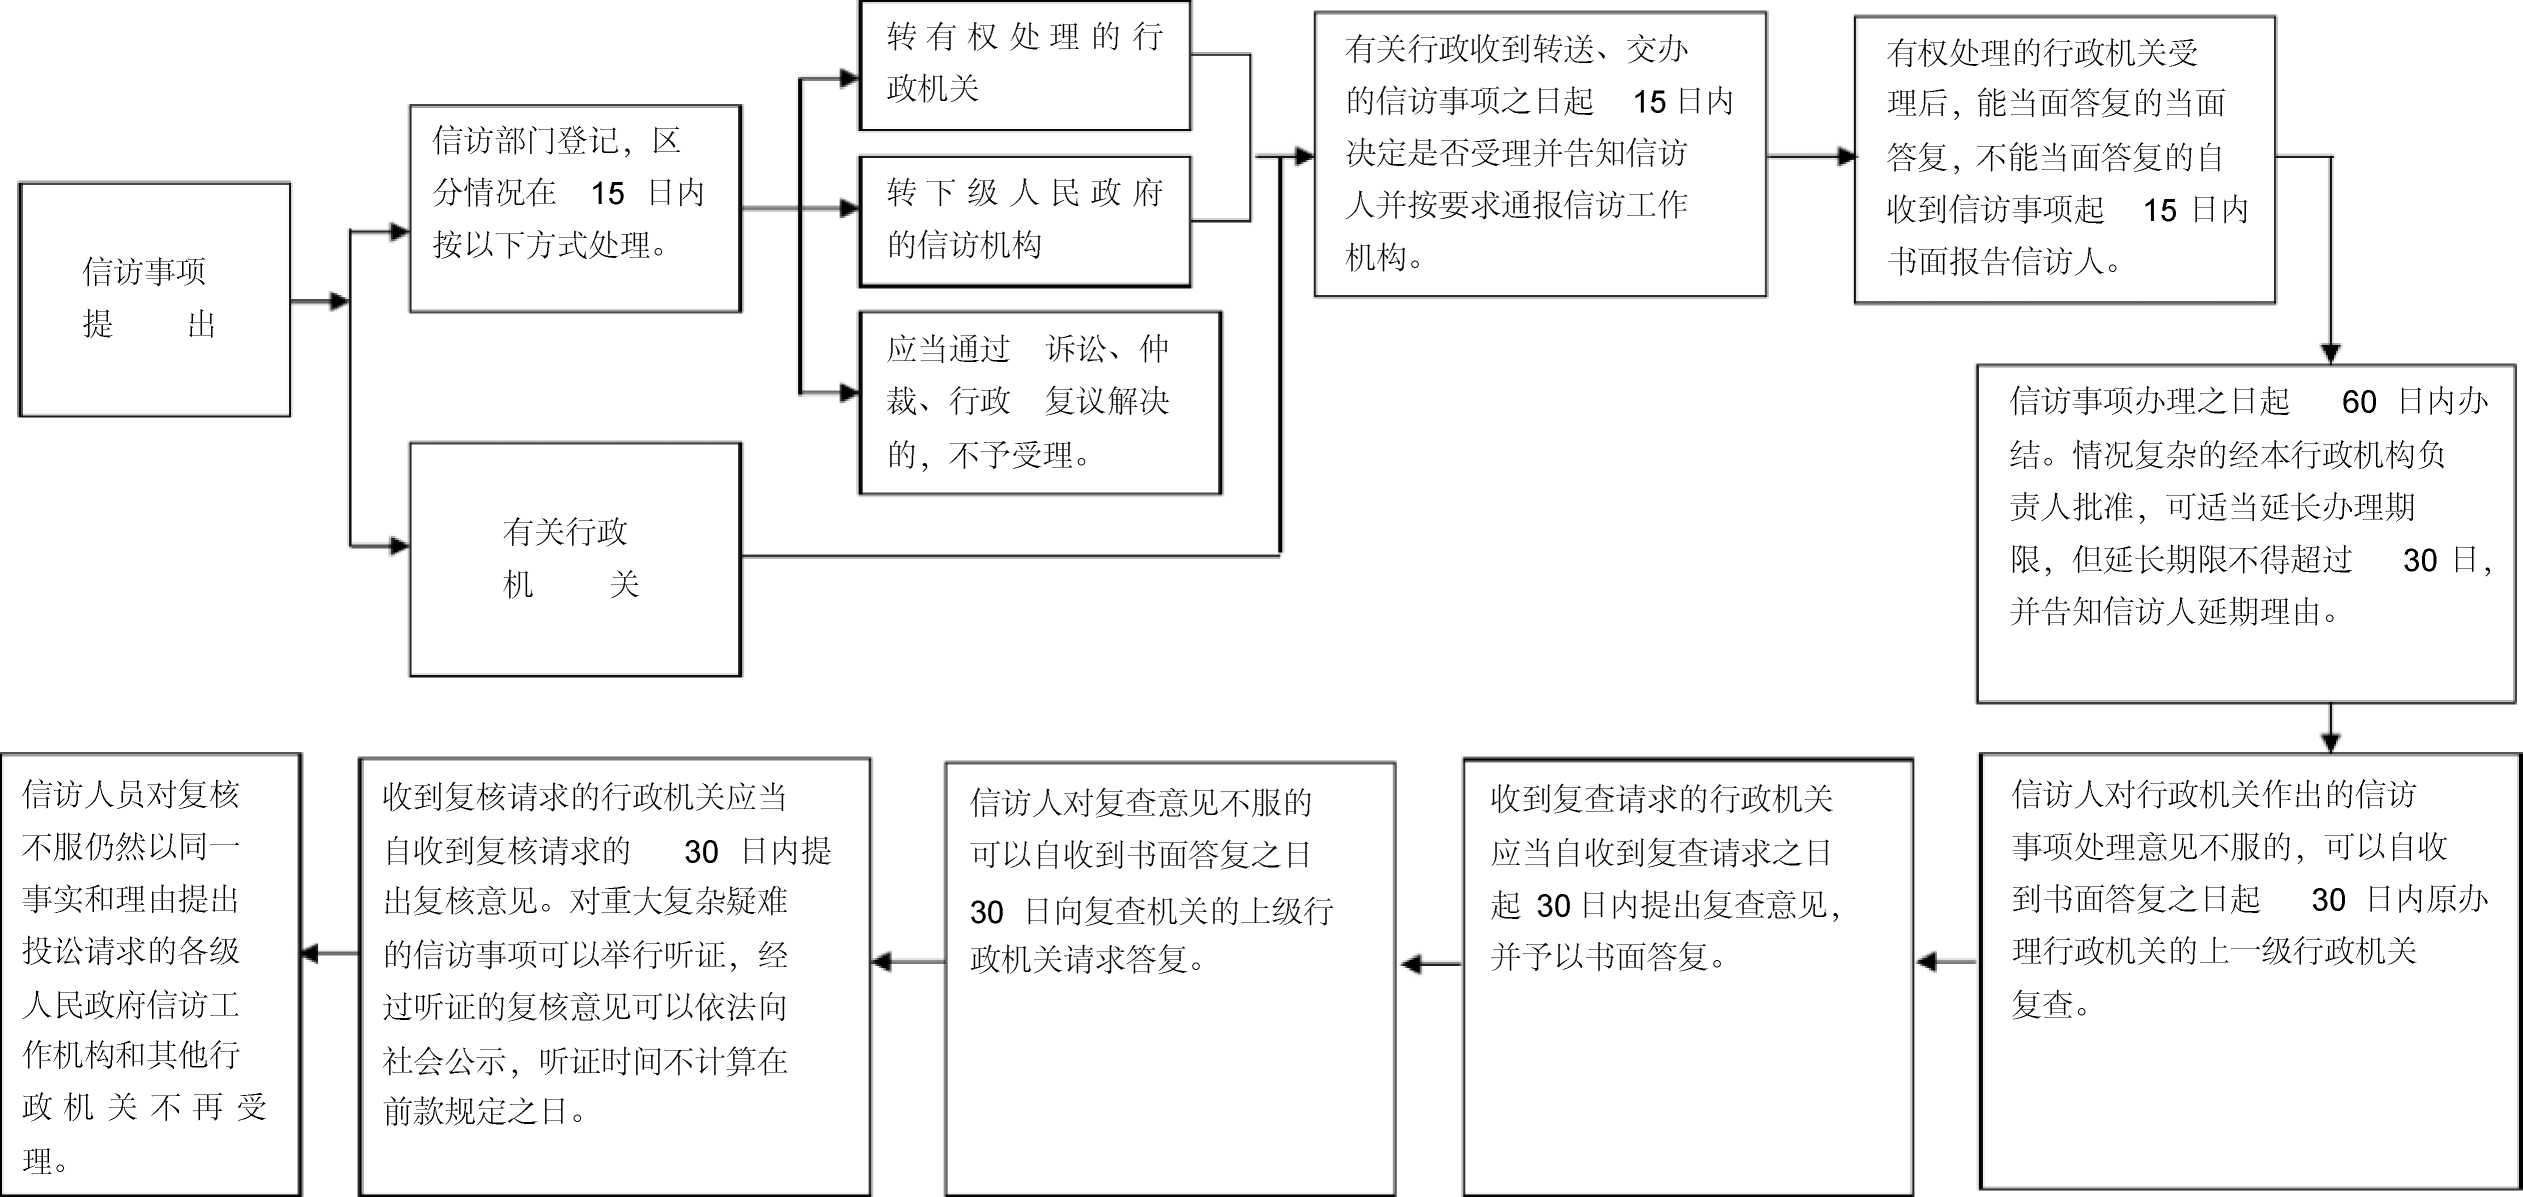 信访事项
提 出
信访部门登记，区
分情况在 15 日内
按以下方式处理。
有关行政
机 关
转有权处理的行
政机关
转下级人民政府
的信访机构
应当通过 诉讼、仲
裁、行政 复议解决
的，不予受理。
有关行政收到转送、交办
的信访事项之日起 15日内
决定是否受理并告知信访
人并按要求通报信访工作
机构。
有权处理的行政机关受
理后，能当面答复的当面
答复，不能当面答复的自
收到信访事项起 15日内
书面报告信访人。
信访事项办理之日起 60 日内办
结。情况复杂的经本行政机构负
责人批准，可适当延长办理期
限，但延长期限不得超过 30日，
并告知信访人延期理由。
信访人对行政机关作出的信访
事项处理意见不服的，可以自收
到书面答复之日起 30 日内原办
理行政机关的上一级行政机关
复查。
收到复查请求的行政机关
应当自收到复查请求之日
起 30日内提出复查意见，
并予以书面答复。
信访人对复查意见不服的
可以自收到书面答复之日
30 日向复查机关的上级行
政机关请求答复。
收到复核请求的行政机关应当
自收到复核请求的 30 日内提
出复核意见。对重大复杂疑难
的信访事项可以举行听证，经
过听证的复核意见可以依法向
社会公示，听证时间不计算在
前款规定之日。
信访人员对复核
不服仍然以同一
事实和理由提出
投讼请求的各级
人民政府信访工
作机构和其他行
政机关不再受
理。